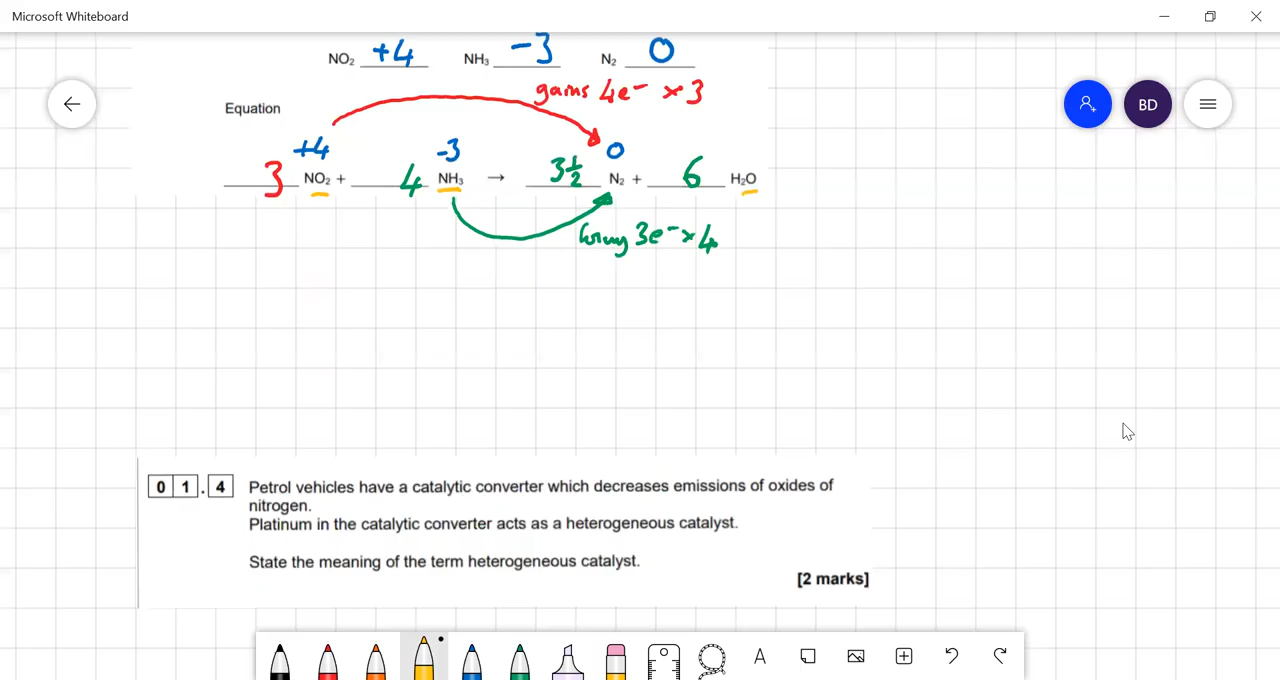 Microsoft Whiteboard
NO₂ +4 NH₃ -3 N₂ 0
gains 4e⁻ × 3
Equation
+4 -3 0
3 NO₂ + 4 NH₃ → 3½ N₂ + 6 H₂O
losing 3e⁻ × 4
BD
0 1 . 4 Petrol vehicles have a catalytic converter which decreases emissions of oxides of
nitrogen.
Platinum in the catalytic converter acts as a heterogeneous catalyst.
State the meaning of the term heterogeneous catalyst.
[2 marks]
A